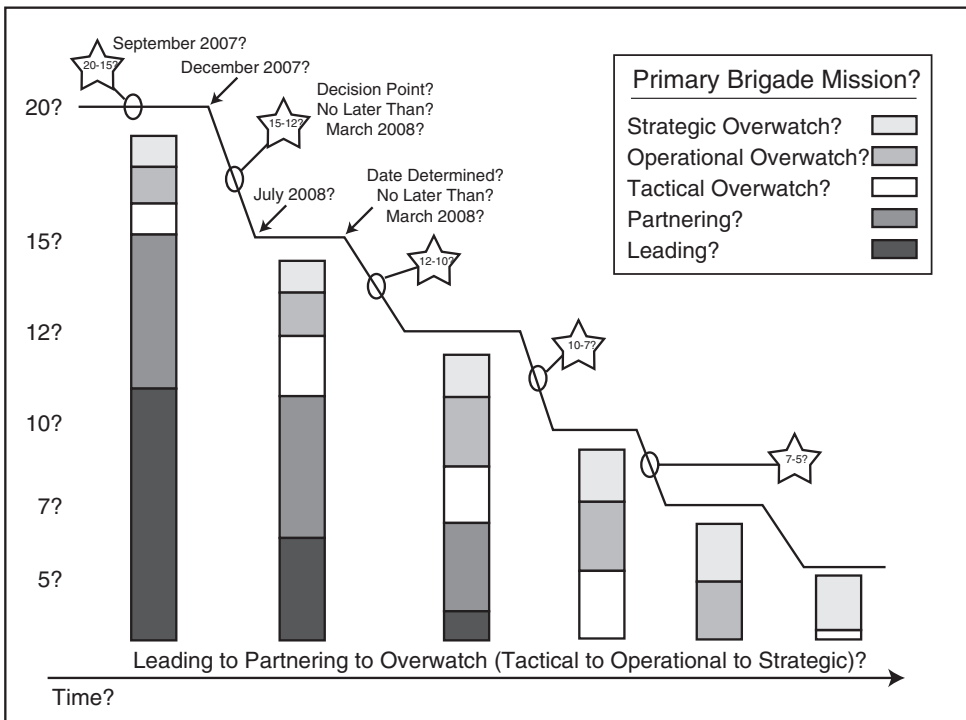 September 2007?
20-15?
December 2007?
Decision Point?
No Later Than?
March 2008?
15-12?
July 2008?
Date Determined?
No Later Than?
March 2008?
12-10?
10-7?
7-5?
Primary Brigade Mission?
Strategic Overwatch?
Operational Overwatch?
Tactical Overwatch?
Partnering?
Leading?
20?
15?
12?
10?
7?
5?
Leading to Partnering to Overwatch (Tactical to Operational to Strategic)?
Time?